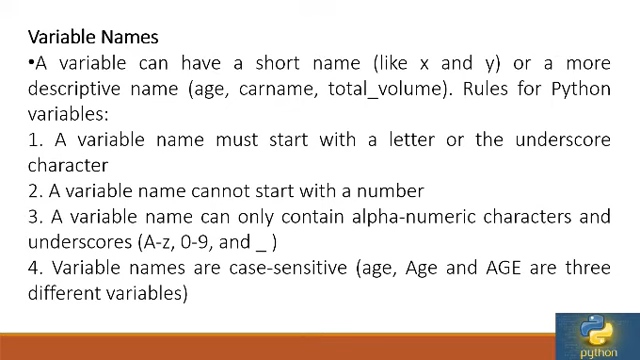 Variable Names
•A variable can have a short name (like x and y) or a more
descriptive name (age, carname, total_volume). Rules for Python
variables:
1. A variable name must start with a letter or the underscore
character
2. A variable name cannot start with a number
3. A variable name can only contain alpha-numeric characters and
underscores (A-z, 0-9, and _ )
4. Variable names are case-sensitive (age, Age and AGE are three
different variables)
python